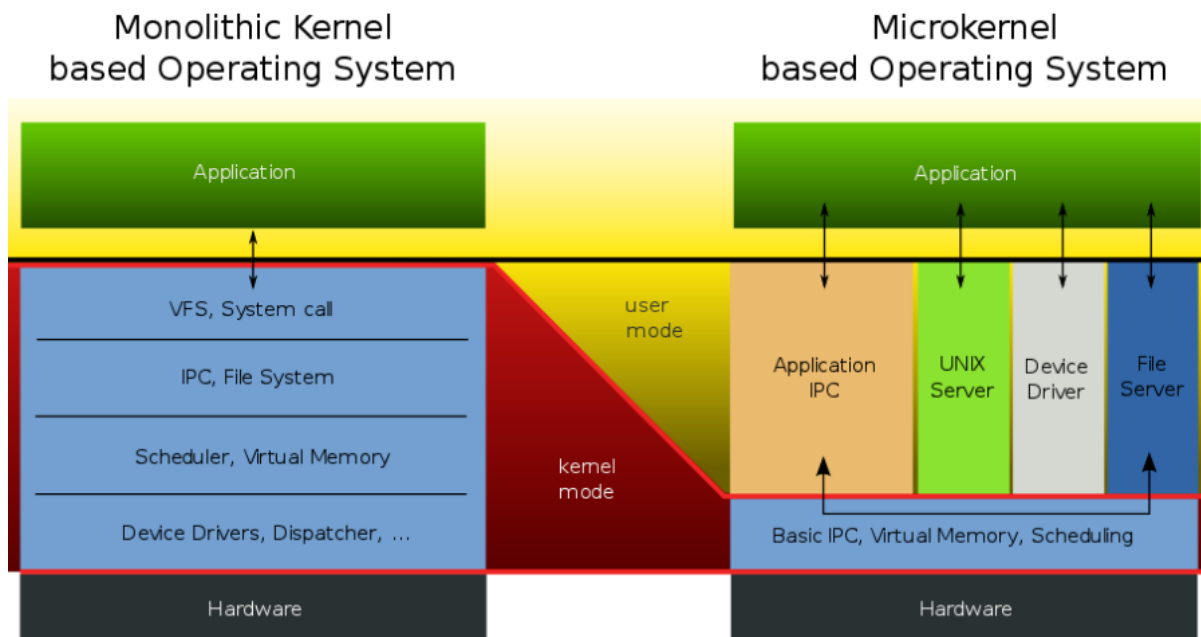 Monolithic Kernel
based Operating System
Application
VFS, System call
IPC, File System
Scheduler, Virtual Memory
Device Drivers, Dispatcher, ...
Hardware
user
mode
kernel
mode
Microkernel
based Operating System
Application
Application
IPC
UNIX
Server
Device
Driver
File
Server
Basic IPC, Virtual Memory, Scheduling
Hardware